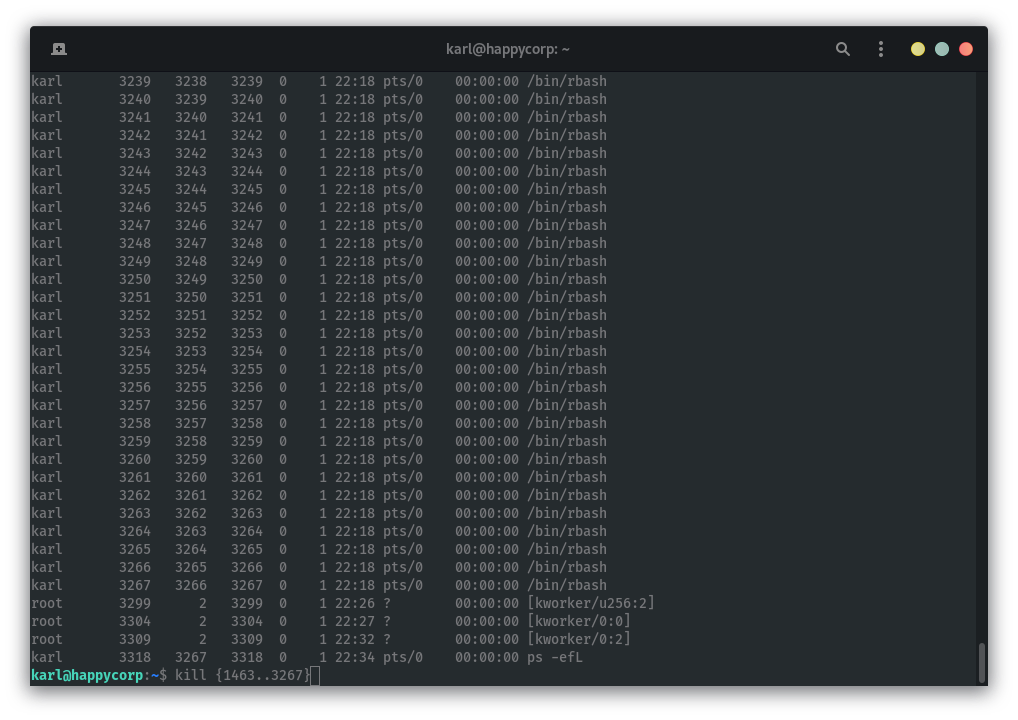 karl@happycorp: ~
karl 3239 3238 3239 0 1 22:18 pts/0 00:00:00 /bin/rbash
karl 3240 3239 3240 0 1 22:18 pts/0 00:00:00 /bin/rbash
karl 3241 3240 3241 0 1 22:18 pts/0 00:00:00 /bin/rbash
karl 3242 3241 3242 0 1 22:18 pts/0 00:00:00 /bin/rbash
karl 3243 3242 3243 0 1 22:18 pts/0 00:00:00 /bin/rbash
karl 3244 3243 3244 0 1 22:18 pts/0 00:00:00 /bin/rbash
karl 3245 3244 3245 0 1 22:18 pts/0 00:00:00 /bin/rbash
karl 3246 3245 3246 0 1 22:18 pts/0 00:00:00 /bin/rbash
karl 3247 3246 3247 0 1 22:18 pts/0 00:00:00 /bin/rbash
karl 3248 3247 3248 0 1 22:18 pts/0 00:00:00 /bin/rbash
karl 3249 3248 3249 0 1 22:18 pts/0 00:00:00 /bin/rbash
karl 3250 3249 3250 0 1 22:18 pts/0 00:00:00 /bin/rbash
karl 3251 3250 3251 0 1 22:18 pts/0 00:00:00 /bin/rbash
karl 3252 3251 3252 0 1 22:18 pts/0 00:00:00 /bin/rbash
karl 3253 3252 3253 0 1 22:18 pts/0 00:00:00 /bin/rbash
karl 3254 3253 3254 0 1 22:18 pts/0 00:00:00 /bin/rbash
karl 3255 3254 3255 0 1 22:18 pts/0 00:00:00 /bin/rbash
karl 3256 3255 3256 0 1 22:18 pts/0 00:00:00 /bin/rbash
karl 3257 3256 3257 0 1 22:18 pts/0 00:00:00 /bin/rbash
karl 3258 3257 3258 0 1 22:18 pts/0 00:00:00 /bin/rbash
karl 3259 3258 3259 0 1 22:18 pts/0 00:00:00 /bin/rbash
karl 3260 3259 3260 0 1 22:18 pts/0 00:00:00 /bin/rbash
karl 3261 3260 3261 0 1 22:18 pts/0 00:00:00 /bin/rbash
karl 3262 3261 3262 0 1 22:18 pts/0 00:00:00 /bin/rbash
karl 3263 3262 3263 0 1 22:18 pts/0 00:00:00 /bin/rbash
karl 3264 3263 3264 0 1 22:18 pts/0 00:00:00 /bin/rbash
karl 3265 3264 3265 0 1 22:18 pts/0 00:00:00 /bin/rbash
karl 3266 3265 3266 0 1 22:18 pts/0 00:00:00 /bin/rbash
karl 3267 3266 3267 0 1 22:18 pts/0 00:00:00 /bin/rbash
root 3299 2 3299 0 1 22:26 ? 00:00:00 [kworker/u256:2]
root 3304 2 3304 0 1 22:27 ? 00:00:00 [kworker/0:0]
root 3309 2 3309 0 1 22:32 ? 00:00:00 [kworker/0:2]
karl 3318 3267 3318 0 1 22:34 pts/0 00:00:00 ps -efL
karl@happycorp:~$ kill {1463..3267}